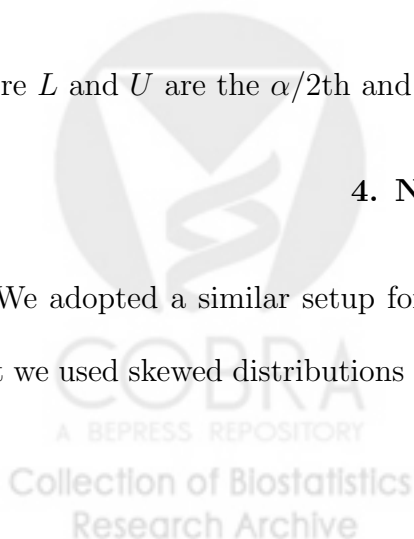 re L and U are the α/2th and
4. N
We adopted a similar setup for
t we used skewed distributions
COBRA
A BEPRESS REPOSITORY
Collection of Biostatistics
Research Archive